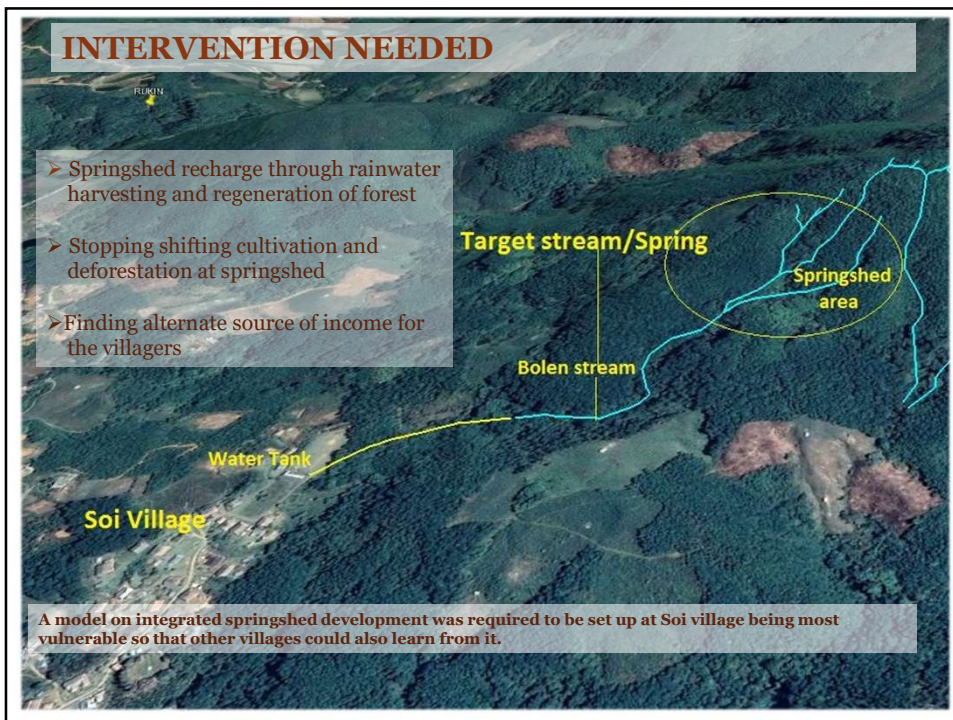 INTERVENTION NEEDED
RUKIN
➢ Springshed recharge through rainwater
harvesting and regeneration of forest
➢ Stopping shifting cultivation and
deforestation at springshed
➢Finding alternate source of income for
the villagers
Target stream/Spring
Springshed
area
Bolen stream
Water Tank
Soi Village
A model on integrated springshed development was required to be set up at Soi village being most
vulnerable so that other villages could also learn from it.